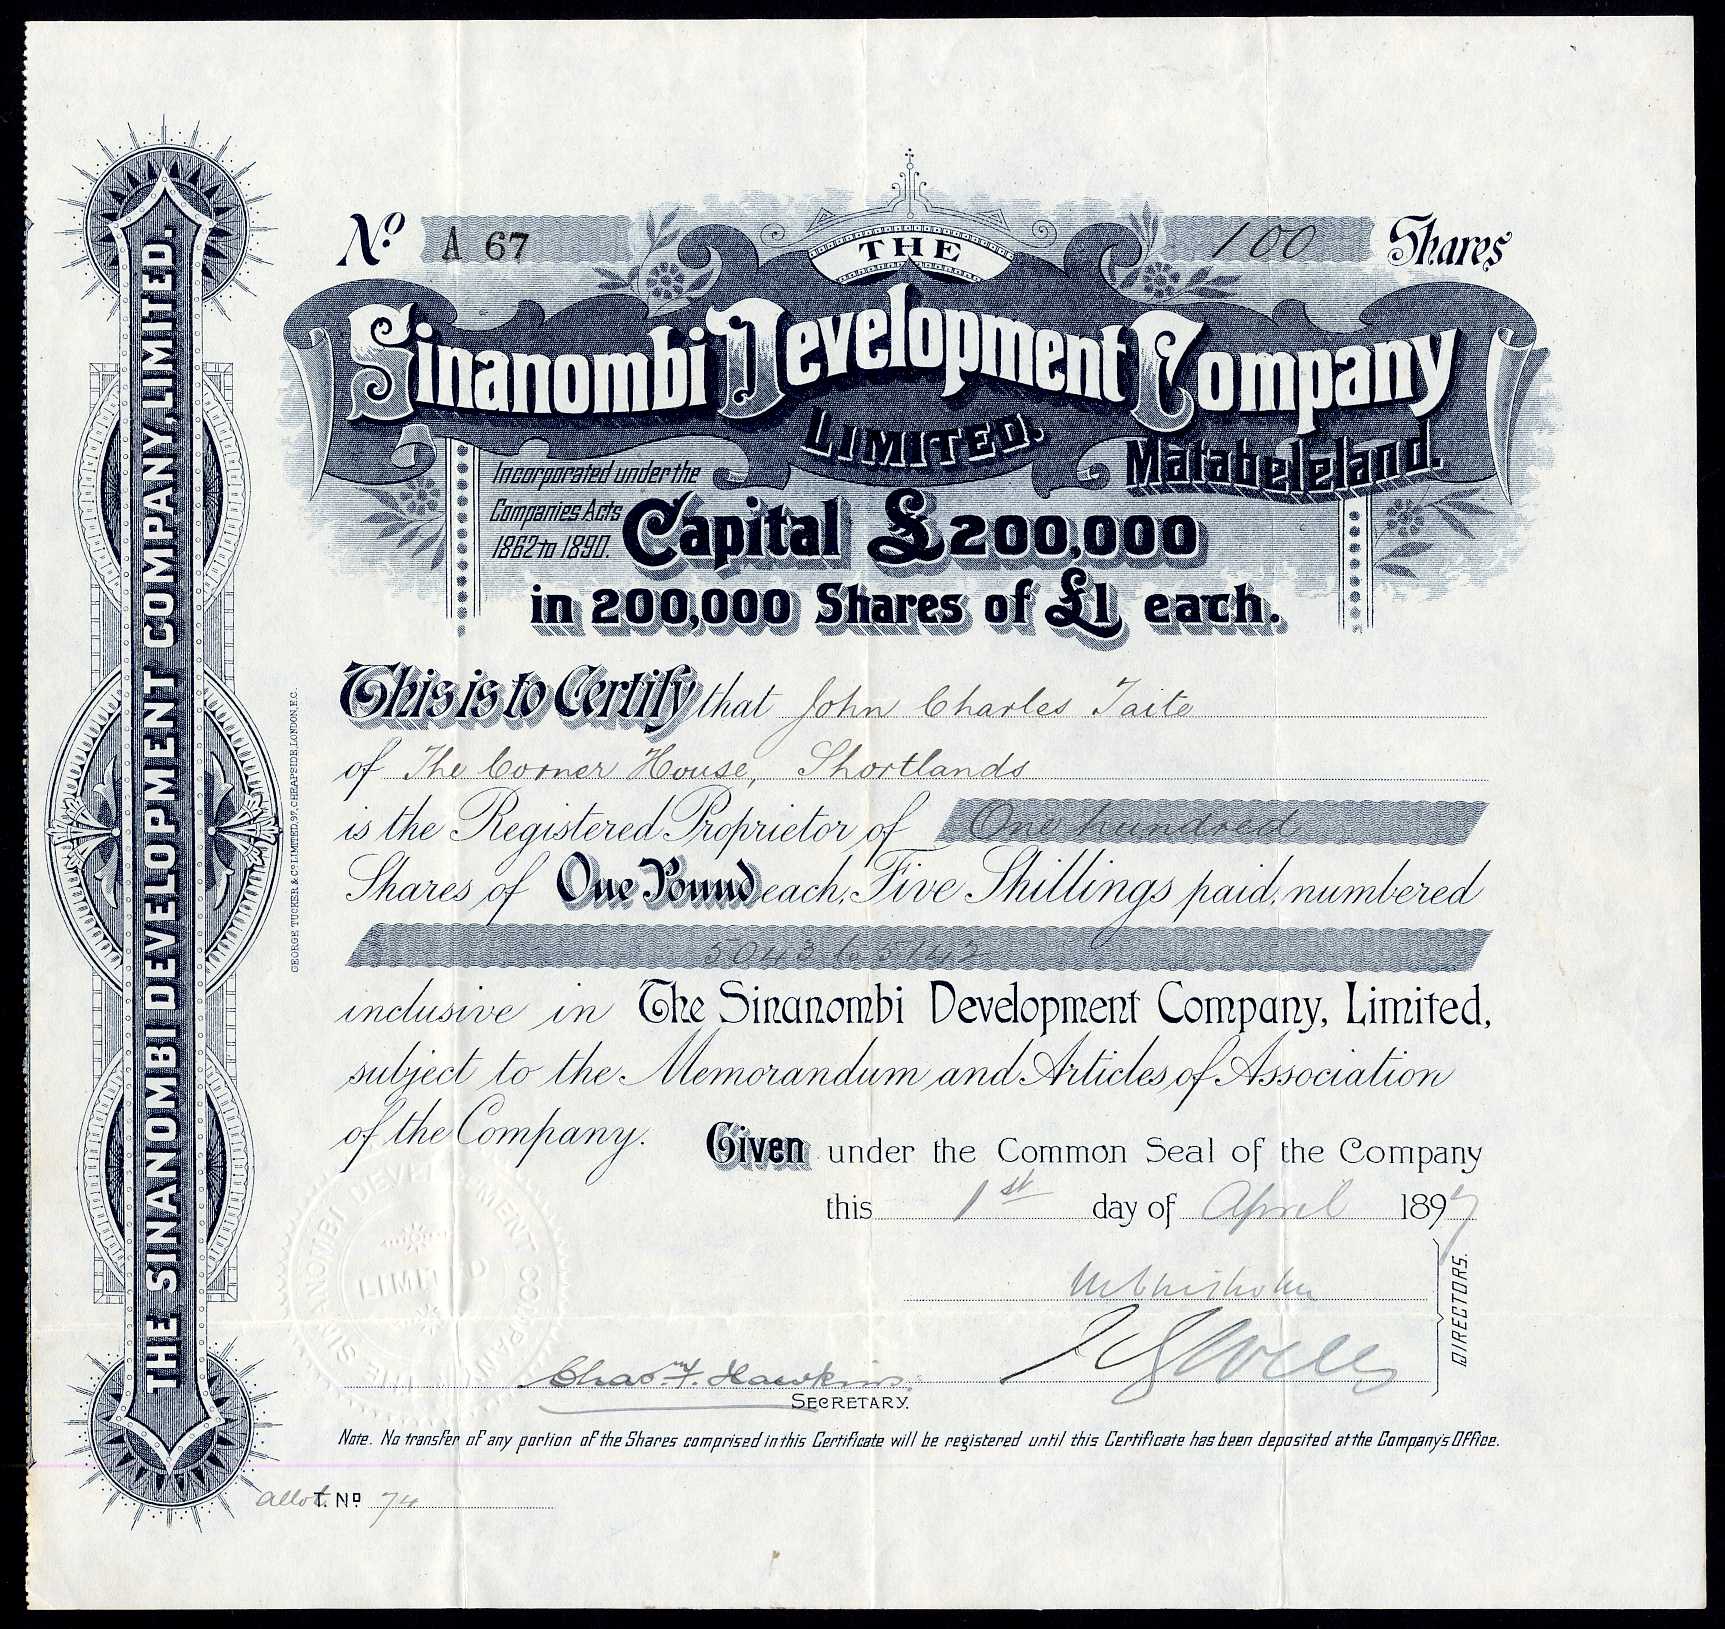 THE SINANOMBI DEVELOPMENT COMPANY, LIMITED.
No. A 67
100 Shares
THE
Sinanombi Development Company
LIMITED.
Matabeleland.
Incorporated under the
Companies Acts
1862 to 1890.
Capital £200,000
in 200,000 Shares of £1 each.
This is to Certify that John Charles Taite
of The Corner House, Shortlands
is the Registered Proprietor of One hundred
Shares of One Pound each, Five Shillings paid, numbered
5043 to 5142
inclusive in The Sinanombi Development Company, Limited,
subject to the Memorandum and Articles of Association
of the Company.
Given under the Common Seal of the Company
this 1st day of April 1897
DIRECTORS.
Chas. F. Hawkins
SECRETARY.
THE SINANOMBI DEVELOPMENT COMPANY
LIMITED
Note. No transfer of any portion of the Shares comprised in this Certificate will be registered until this Certificate has been deposited at the Company's Office.
allot. T. No 74
GEORGE TUCKER & Co LIMITED, 97, CHEAPSIDE, LONDON, E.C.